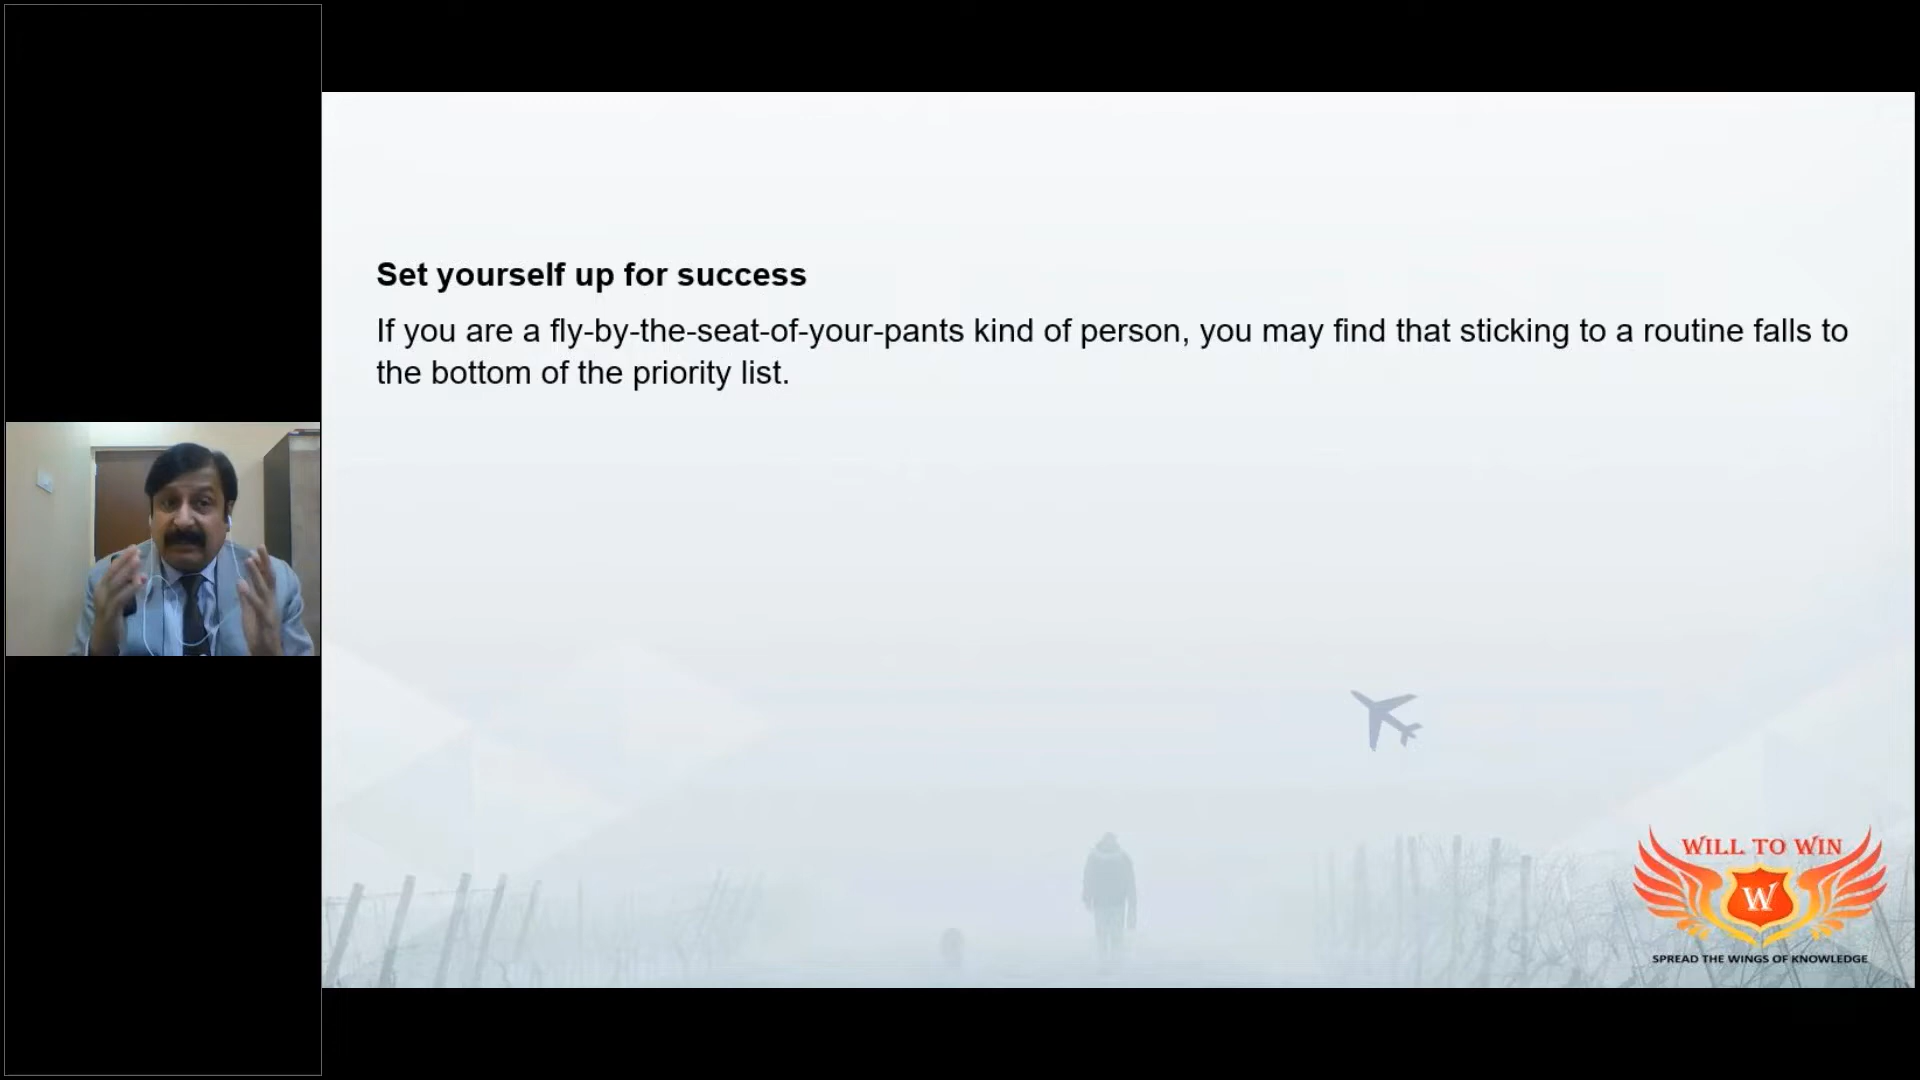 Set yourself up for success
If you are a fly-by-the-seat-of-your-pants kind of person, you may find that sticking to a routine falls to
the bottom of the priority list.
WILL TO WIN
W
SPREAD THE WINGS OF KNOWLEDGE